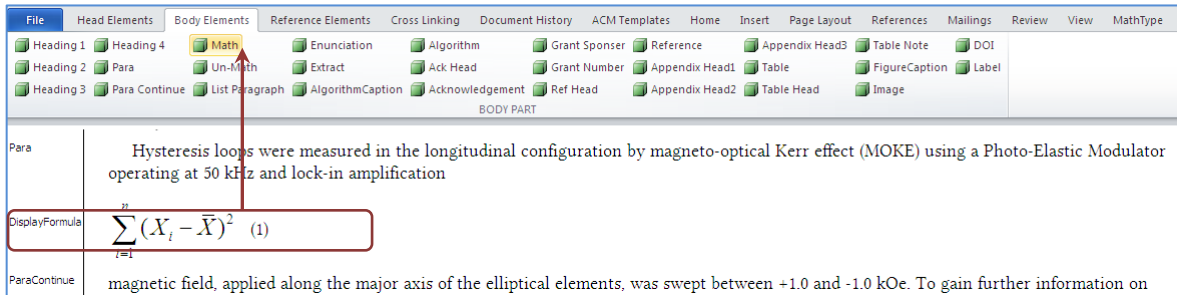 File Head Elements Body Elements Reference Elements Cross Linking Document History ACM Templates Home Insert Page Layout References Mailings Review View MathType
Heading 1 Heading 4 Math Enunciation Algorithm Grant Sponser Reference Appendix Head3 Table Note DOI
Heading 2 Para Un-Math Extract Ack Head Grant Number Appendix Head1 Table FigureCaption Label
Heading 3 Para Continue List Paragraph AlgorithmCaption Acknowledgement Ref Head Appendix Head2 Table Head Image
BODY PART
Para Hysteresis loops were measured in the longitudinal configuration by magneto-optical Kerr effect (MOKE) using a Photo-Elastic Modulator
operating at 50 kHz and lock-in amplification
DisplayFormula \sum_{i=1}^{n} (X_i - \bar{X})^2 (1)
ParaContinue magnetic field, applied along the major axis of the elliptical elements, was swept between +1.0 and -1.0 kOe. To gain further information on